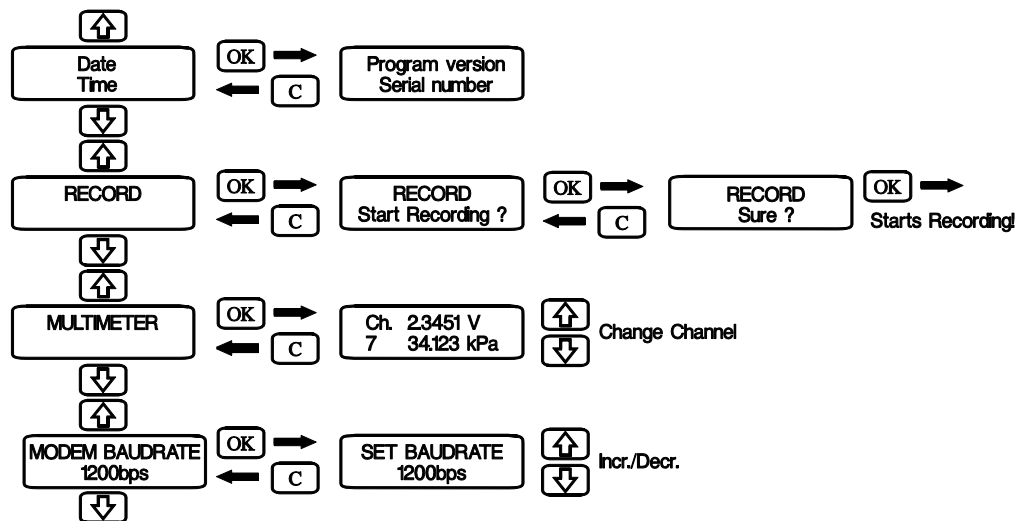 Date
Time
OK
C
Program version
Serial number
RECORD
OK
C
RECORD
Start Recording ?
OK
C
RECORD
Sure ?
OK
Starts Recording!
MULTIMETER
OK
C
Ch. 2.3451 V
7 34.123 kPa
Change Channel
MODEM BAUDRATE
1200bps
OK
C
SET BAUDRATE
1200bps
Incr./Decr.